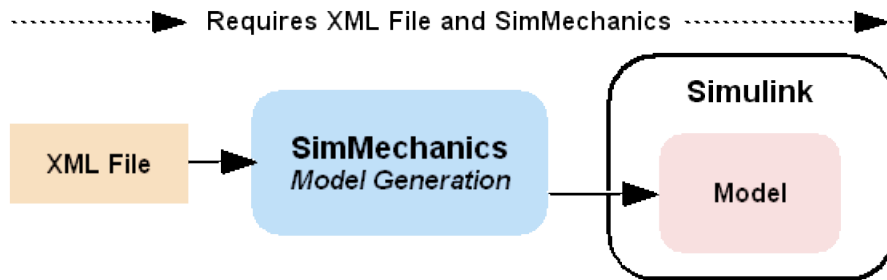 Requires XML File and SimMechanics
Simulink
XML File
SimMechanics
Model Generation
Model